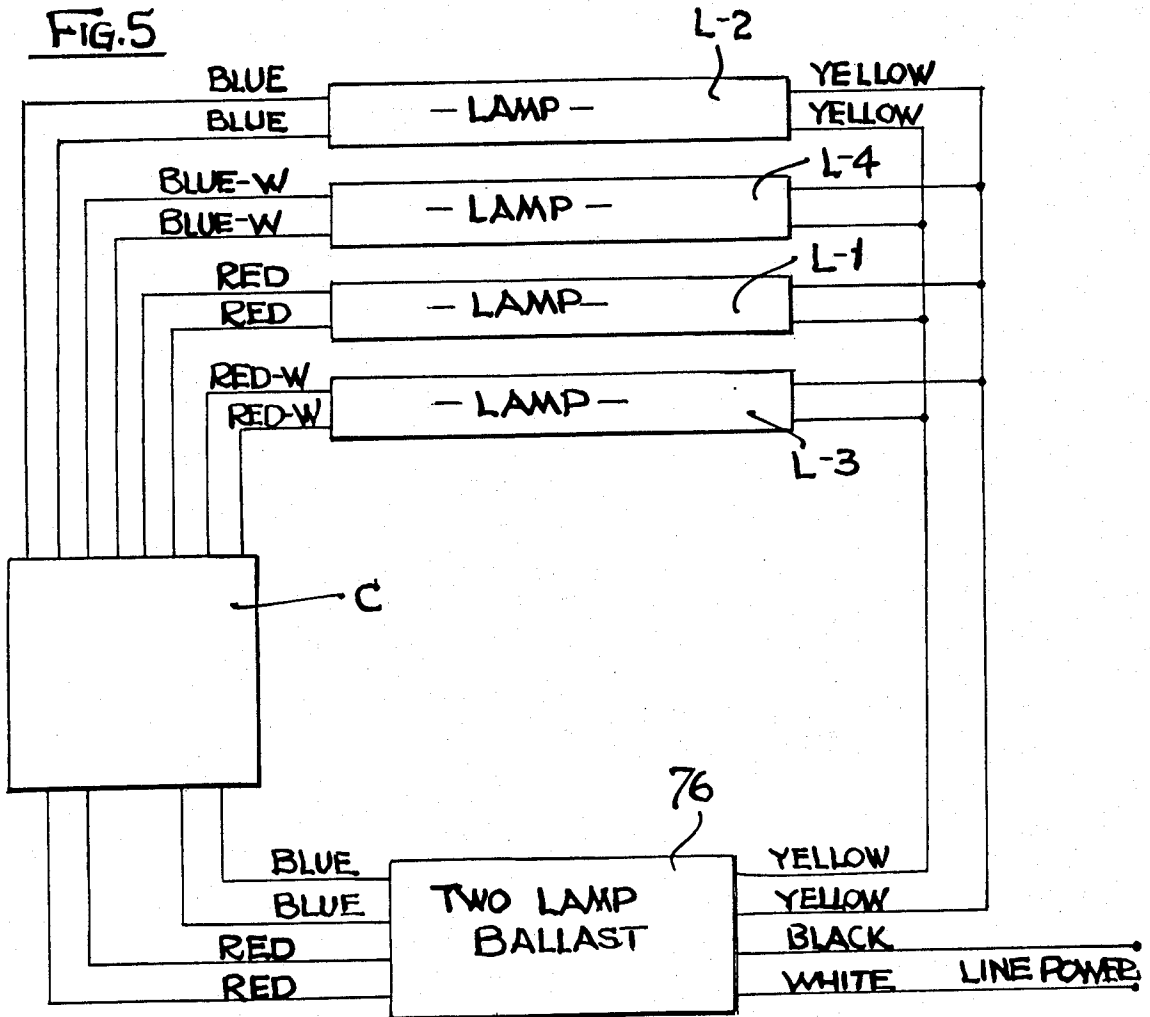 FIG.5
L-2
BLUE
- LAMP -
YELLOW
BLUE
YELLOW
L-4
BLUE-W
- LAMP -
BLUE-W
L-1
RED
- LAMP -
RED
RED-W
- LAMP -
RED-W
L-3
C
76
BLUE
TWO LAMP
BALLAST
YELLOW
BLUE
YELLOW
RED
BLACK
LINE POWER
RED
WHITE